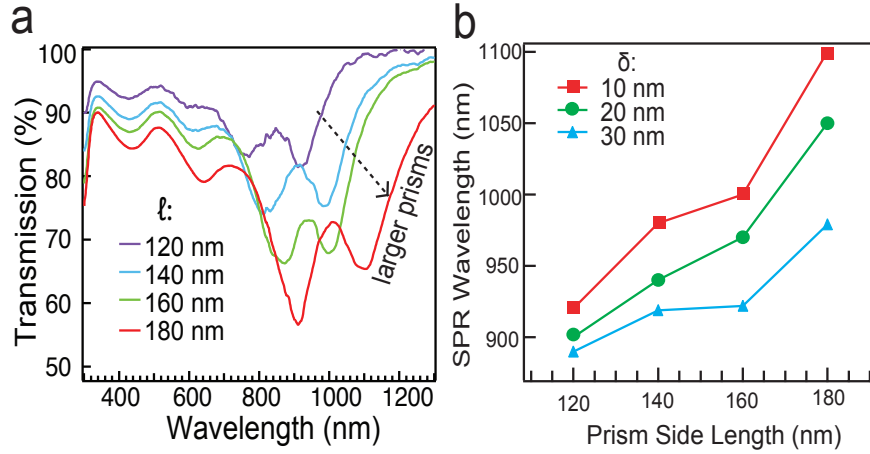 a
100
90
80
70
60
50
Transmission (%)
ℓ:
120 nm
140 nm
160 nm
180 nm
larger prisms
400
600
800
1000
1200
Wavelength (nm)
b
1100
1050
1000
950
900
SPR Wavelength (nm)
δ:
10 nm
20 nm
30 nm
120
140
160
180
Prism Side Length (nm)